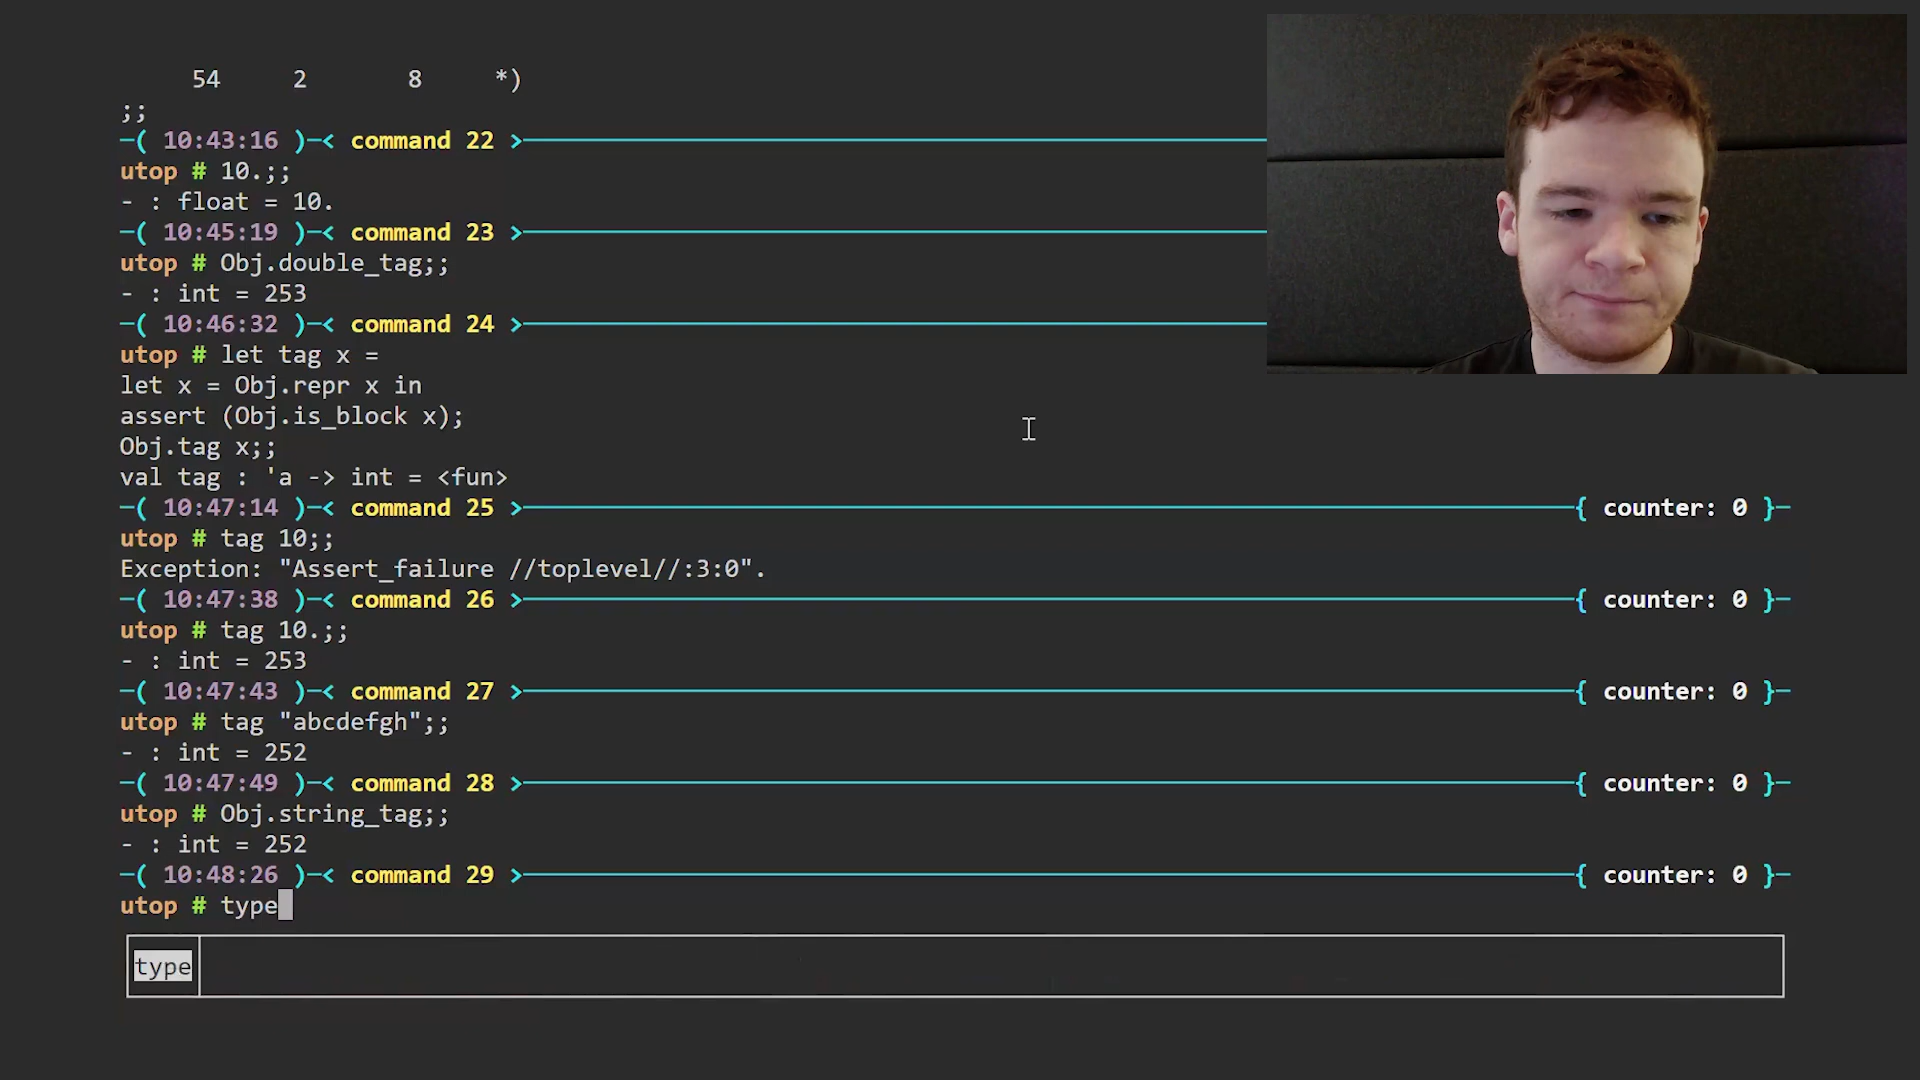 54 2 8 *)
;;
─( 10:43:16 )─< command 22 >─
utop # 10.;;
- : float = 10.
─( 10:45:19 )─< command 23 >─
utop # Obj.double_tag;;
- : int = 253
─( 10:46:32 )─< command 24 >─
utop # let tag x =
let x = Obj.repr x in
assert (Obj.is_block x);
Obj.tag x;;
val tag : 'a -> int = <fun>
─( 10:47:14 )─< command 25 >─{ counter: 0 }─
utop # tag 10;;
Exception: "Assert_failure //toplevel//:3:0".
─( 10:47:38 )─< command 26 >─{ counter: 0 }─
utop # tag 10.;;
- : int = 253
─( 10:47:43 )─< command 27 >─{ counter: 0 }─
utop # tag "abcdefgh";;
- : int = 252
─( 10:47:49 )─< command 28 >─{ counter: 0 }─
utop # Obj.string_tag;;
- : int = 252
─( 10:48:26 )─< command 29 >─{ counter: 0 }─
utop # type
type